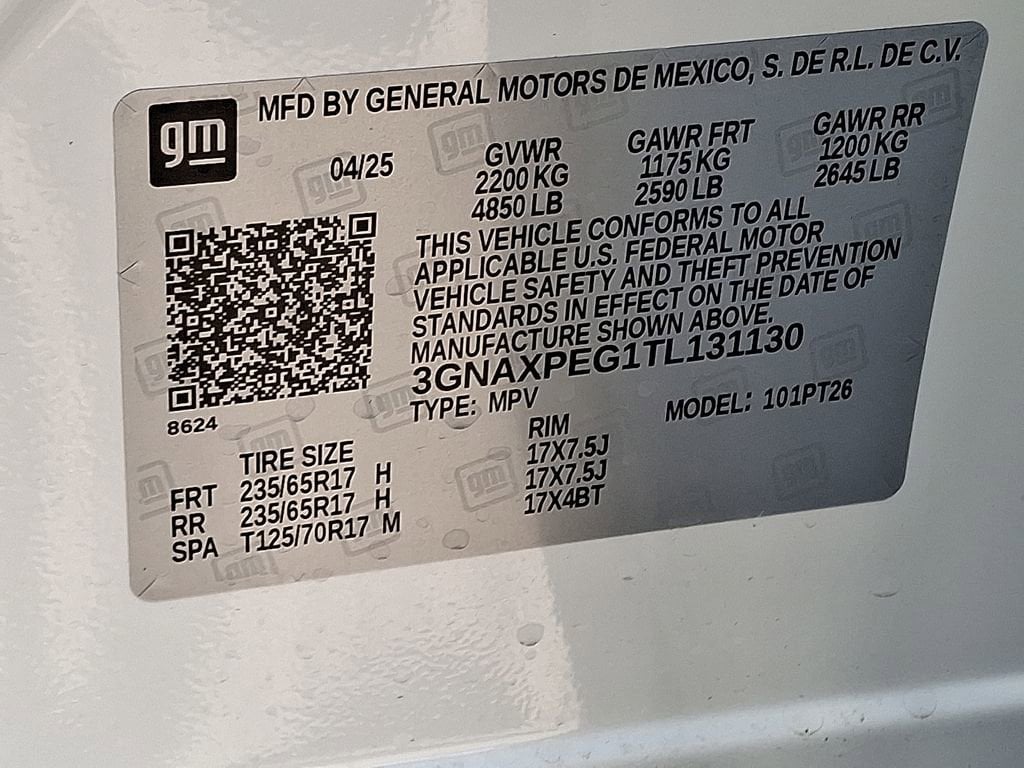 gm MFD BY GENERAL MOTORS DE MEXICO, S. DE R.L. DE C.V.
04/25 GVWR GAWR FRT GAWR RR
2200 KG 1175 KG 1200 KG
4850 LB 2590 LB 2645 LB
THIS VEHICLE CONFORMS TO ALL
APPLICABLE U.S. FEDERAL MOTOR
VEHICLE SAFETY AND THEFT PREVENTION
STANDARDS IN EFFECT ON THE DATE OF
MANUFACTURE SHOWN ABOVE.
3GNAXPEG1TL131130
8624 TYPE: MPV MODEL: 101PT26
TIRE SIZE RIM
FRT 235/65R17 H 17X7.5J
RR 235/65R17 H 17X7.5J
SPA T125/70R17 M 17X4BT